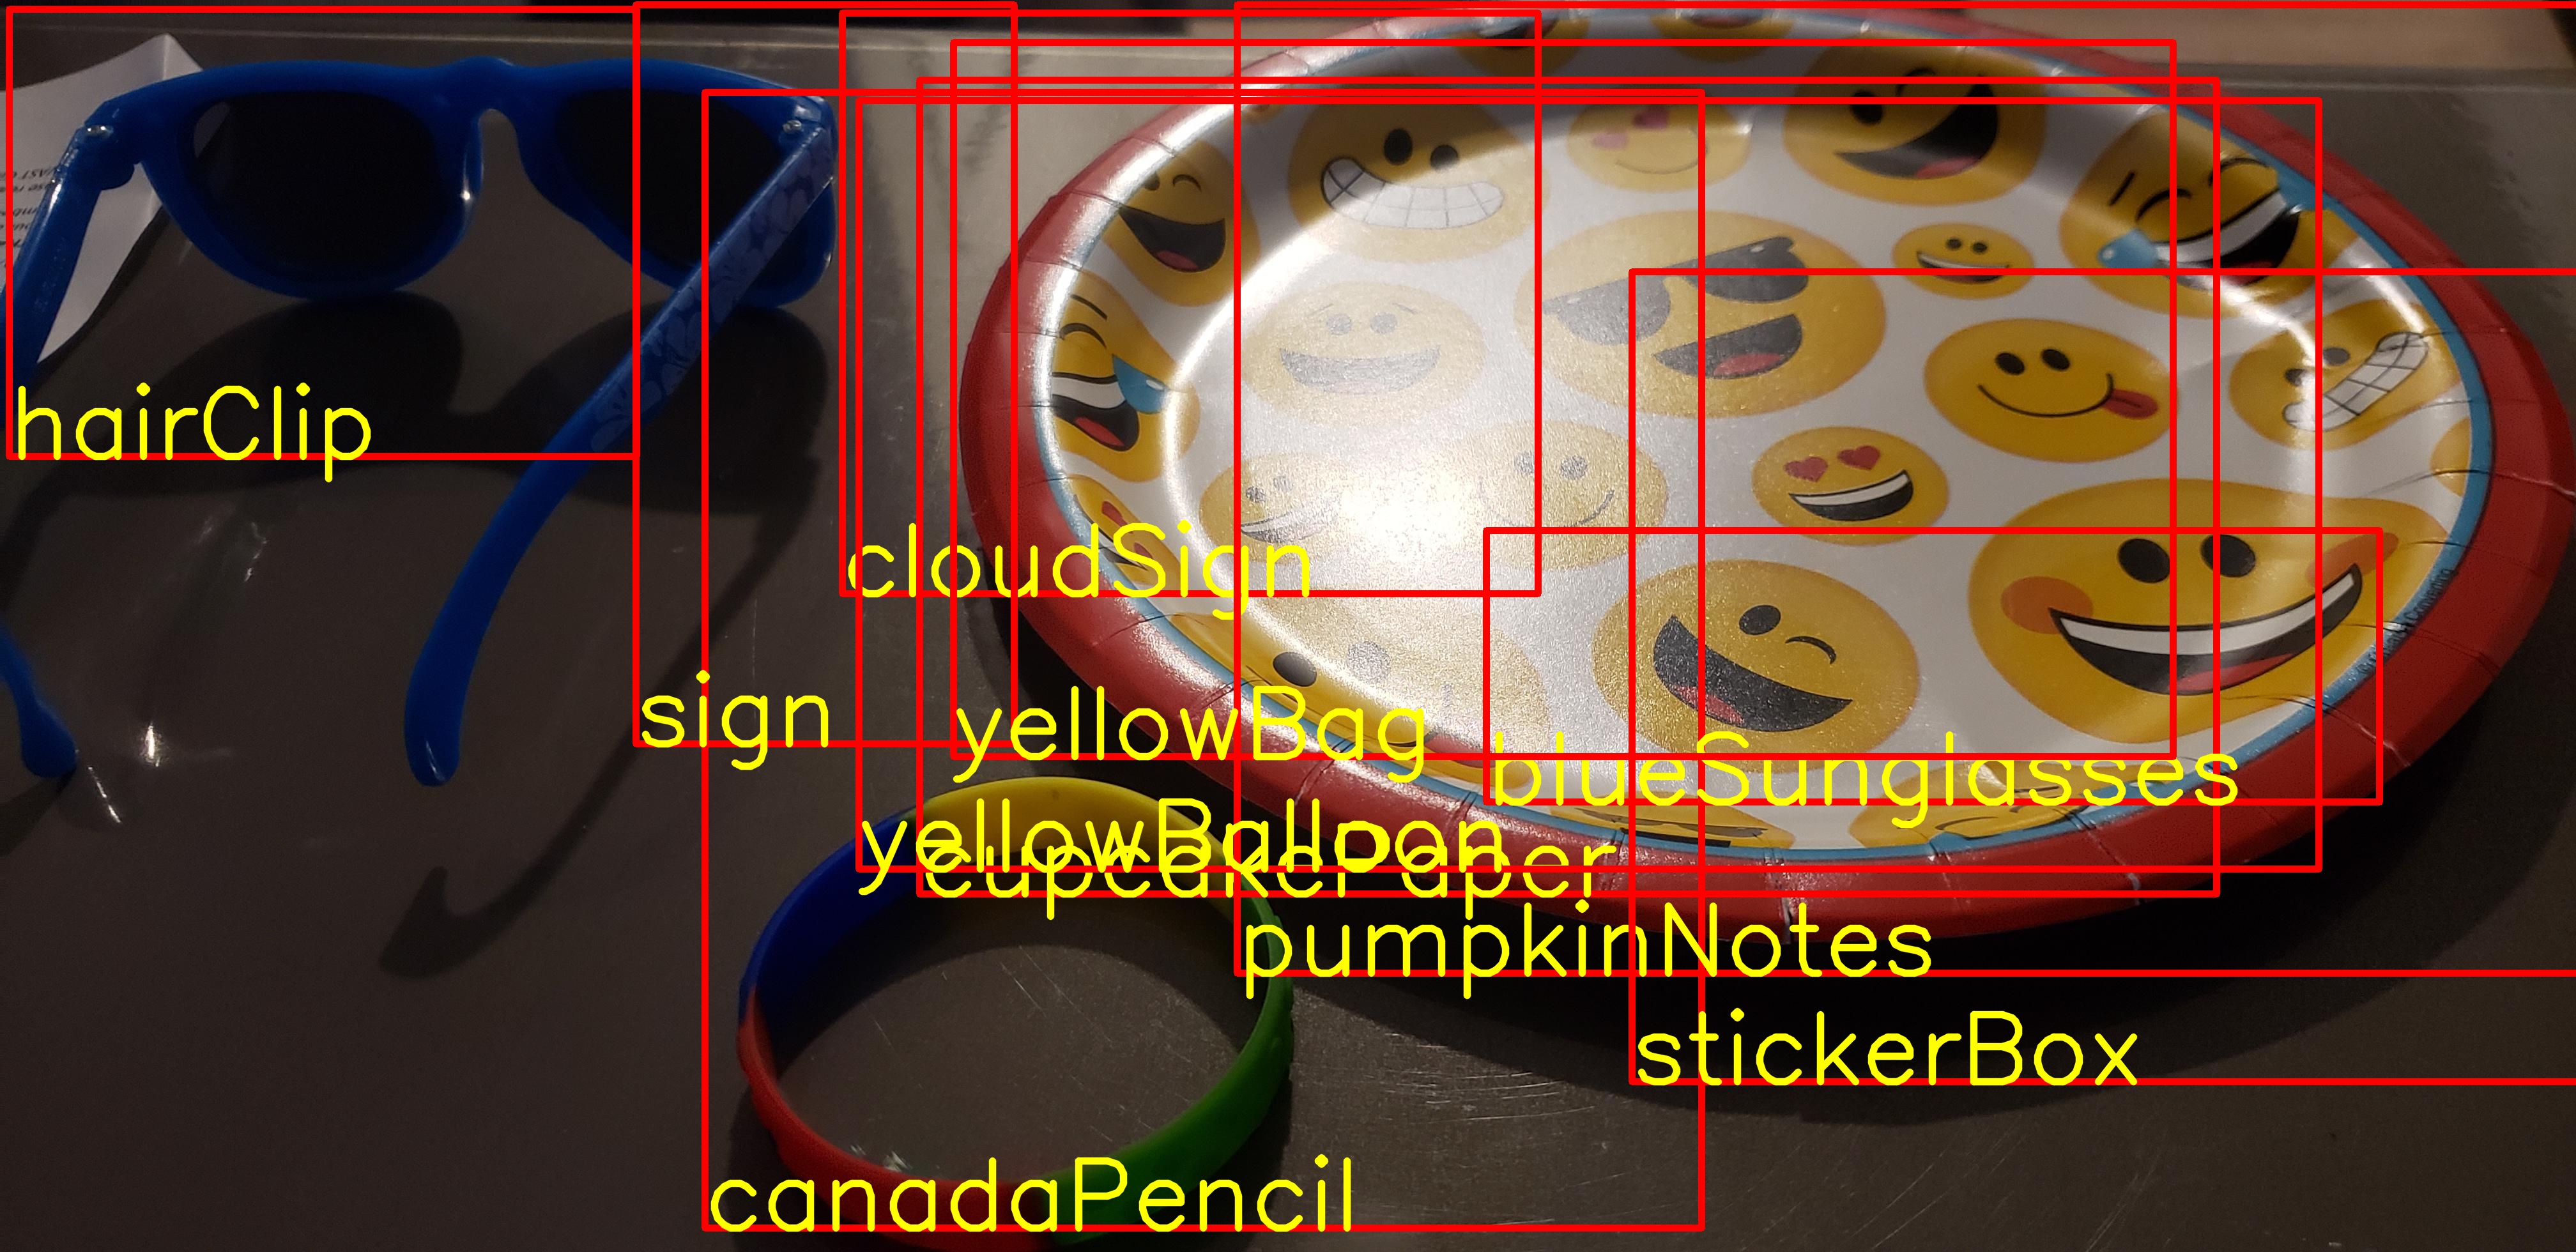 hairClip
cloudSign
sign
yellowBag
blueSunglasses
yellowBalloon
cupcakePaper
pumpkinNotes
stickerBox
canadaPencil